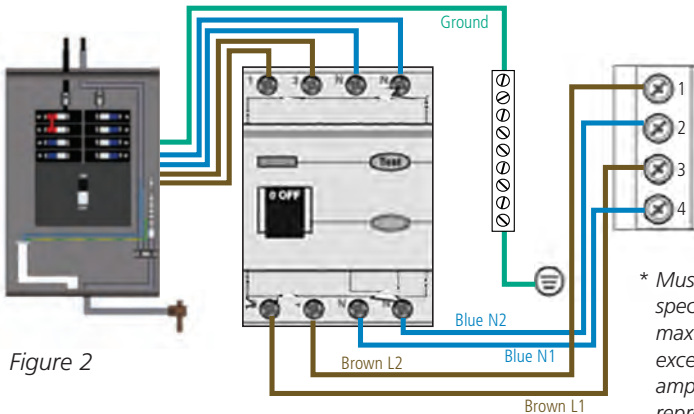 Ground
1 3 N N
Test
0 OFF
N N
1
2
3
4
Blue N2
Blue N1
Brown L2
Brown L1
Figure 2
* Mus
spec
max
exce
amp
repr